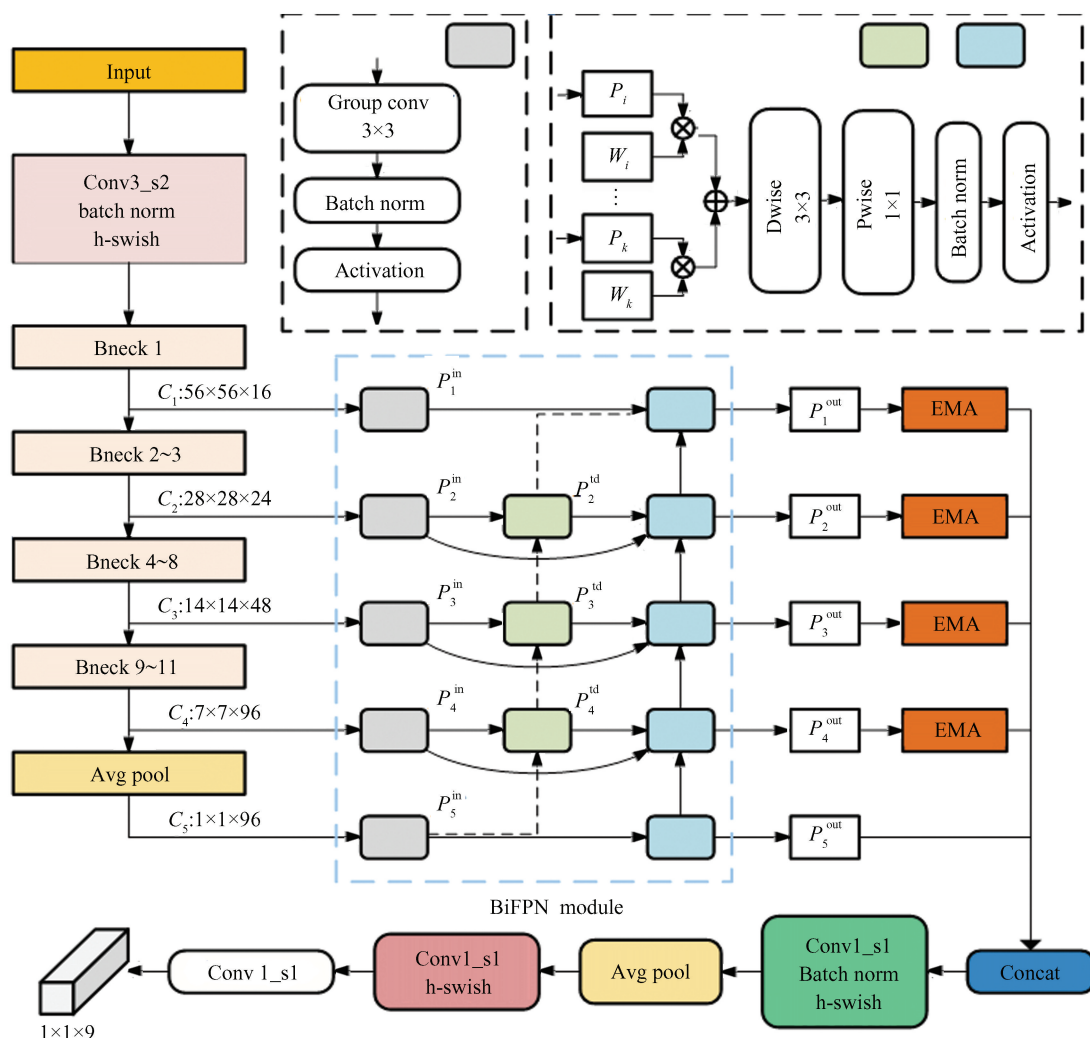 Input
Conv3_s2
batch norm
h-swish
Bneck 1
C₁:56×56×16
Bneck 2~3
C₂:28×28×24
Bneck 4~8
C₃:14×14×48
Bneck 9~11
C₄:7×7×96
Avg pool
C₅:1×1×96
Group conv
3×3
Batch norm
Activation
Pᵢ
Wᵢ
⋮
Pₖ
Wₖ
Dwise
3×3
Pwise
1×1
Batch norm
Activation
P₁ⁱⁿ
P₁ᵒᵘᵗ
EMA
P₂ⁱⁿ
P₂ᵗᵈ
P₂ᵒᵘᵗ
EMA
P₃ⁱⁿ
P₃ᵗᵈ
P₃ᵒᵘᵗ
EMA
P₄ⁱⁿ
P₄ᵗᵈ
P₄ᵒᵘᵗ
EMA
P₅ⁱⁿ
P₅ᵒᵘᵗ
BiFPN module
Concat
Conv1_s1
Batch norm
h-swish
Avg pool
Conv1_s1
h-swish
Conv 1_s1
1×1×9